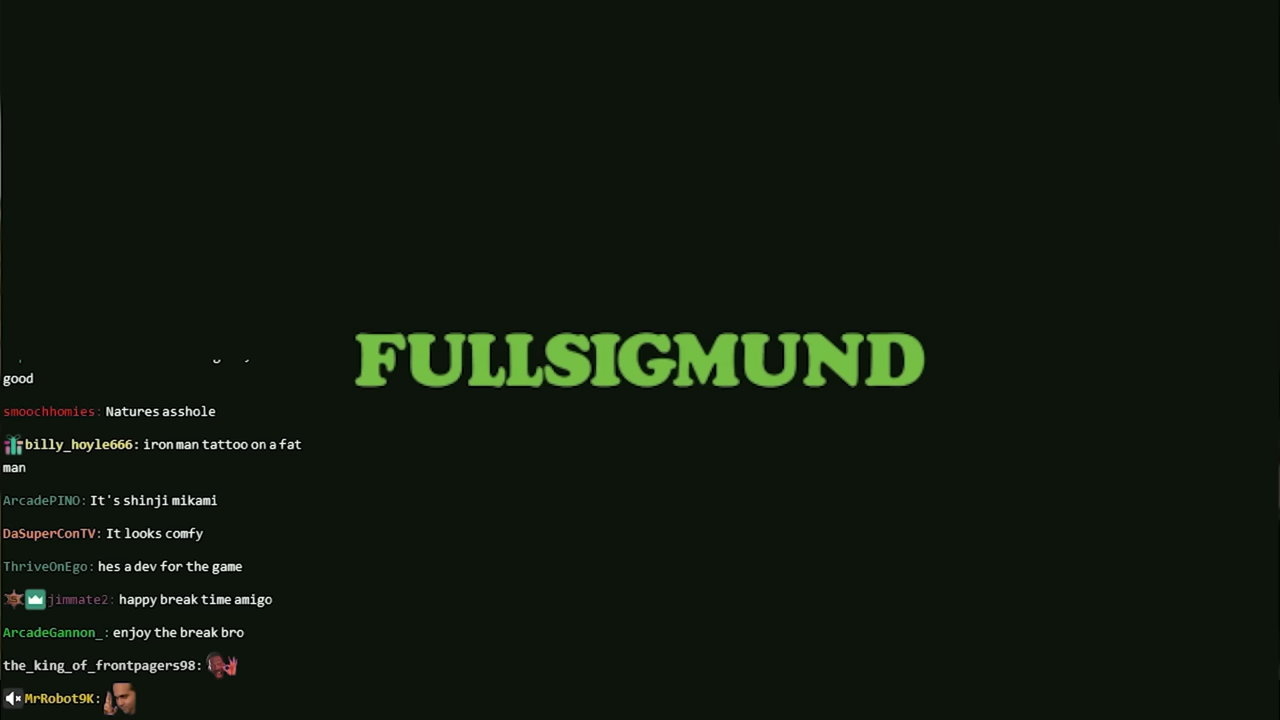 good
FULLSIGMUND
smoochhomies: Natures asshole
billy_hoyle666: iron man tattoo on a fat
man
ArcadePINO: It's shinji mikami
DaSuperConTV: It looks comfy
ThriveOnEgo: hes a dev for the game
jimmate2: happy break time amigo
ArcadeGannon_: enjoy the break bro
the_king_of_frontpagers98:
MrRobot9K: